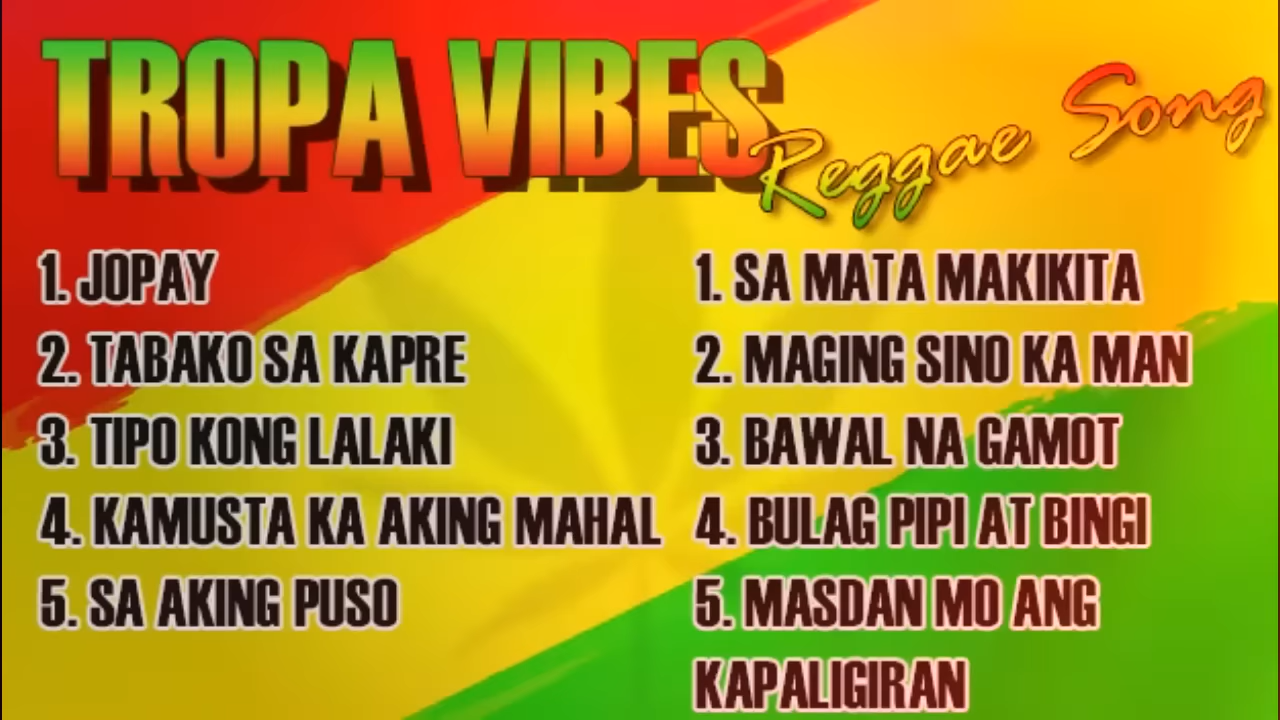 TROPA VIBES
Reggae Song
1. JOPAY
2. TABAKO SA KAPRE
3. TIPO KONG LALAKI
4. KAMUSTA KA AKING MAHAL
5. SA AKING PUSO
1. SA MATA MAKIKITA
2. MAGING SINO KA MAN
3. BAWAL NA GAMOT
4. BULAG PIPI AT BINGI
5. MASDAN MO ANG
KAPALIGIRAN